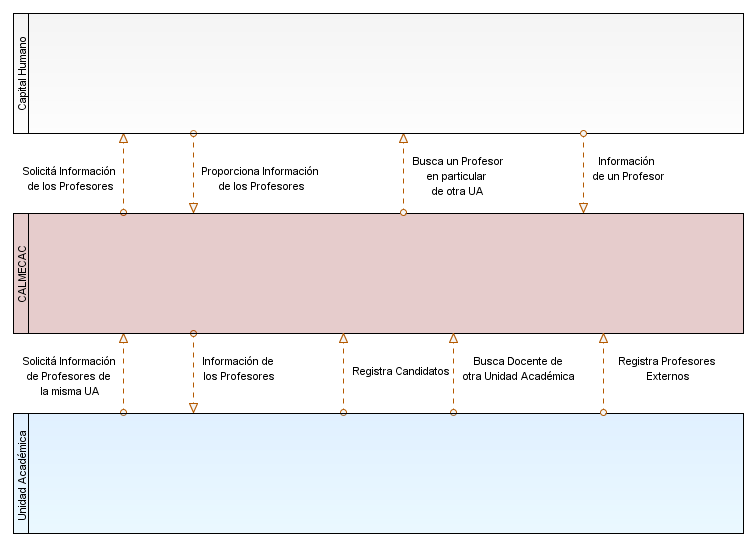 Capital Humano
Solicitá Información
de los Profesores
Proporciona Información
de los Profesores
Busca un Profesor
en particular
de otra UA
Información
de un Profesor
CALMECAC
Solicitá Información
de Profesores de
la misma UA
Información de
los Profesores
Registra Candidatos
Busca Docente de
otra Unidad Académica
Registra Profesores
Externos
Unidad Académica